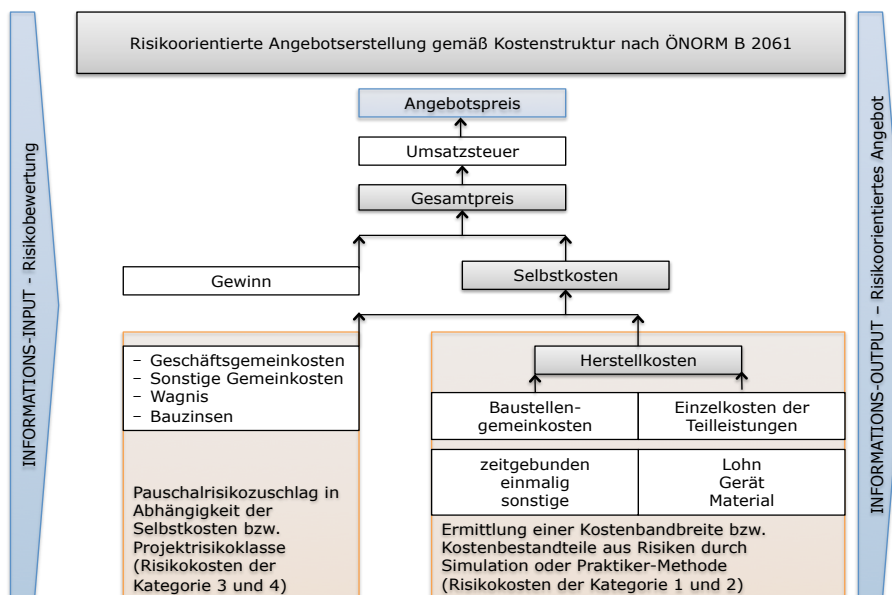 Risikoorientierte Angebotserstellung gemäß Kostenstruktur nach ÖNORM B 2061
INFORMATIONS-INPUT - Risikobewertung
Angebotspreis
Umsatzsteuer
Gesamtpreis
Gewinn
Selbstkosten
– Geschäftsgemeinkosten
– Sonstige Gemeinkosten
– Wagnis
– Bauzinsen
Pauschalrisikozuschlag in
Abhängigkeit der
Selbstkosten bzw.
Projektrisikoklasse
(Risikokosten der
Kategorie 3 und 4)
Herstellkosten
Baustellen-
gemeinkosten
Einzelkosten der
Teilleistungen
zeitgebunden
einmalig
sonstige
Lohn
Gerät
Material
Ermittlung einer Kostenbandbreite bzw.
Kostenbestandteile aus Risiken durch
Simulation oder Praktiker-Methode
(Risikokosten der Kategorie 1 und 2)
INFORMATIONS-OUTPUT – Risikoorientiertes Angebot